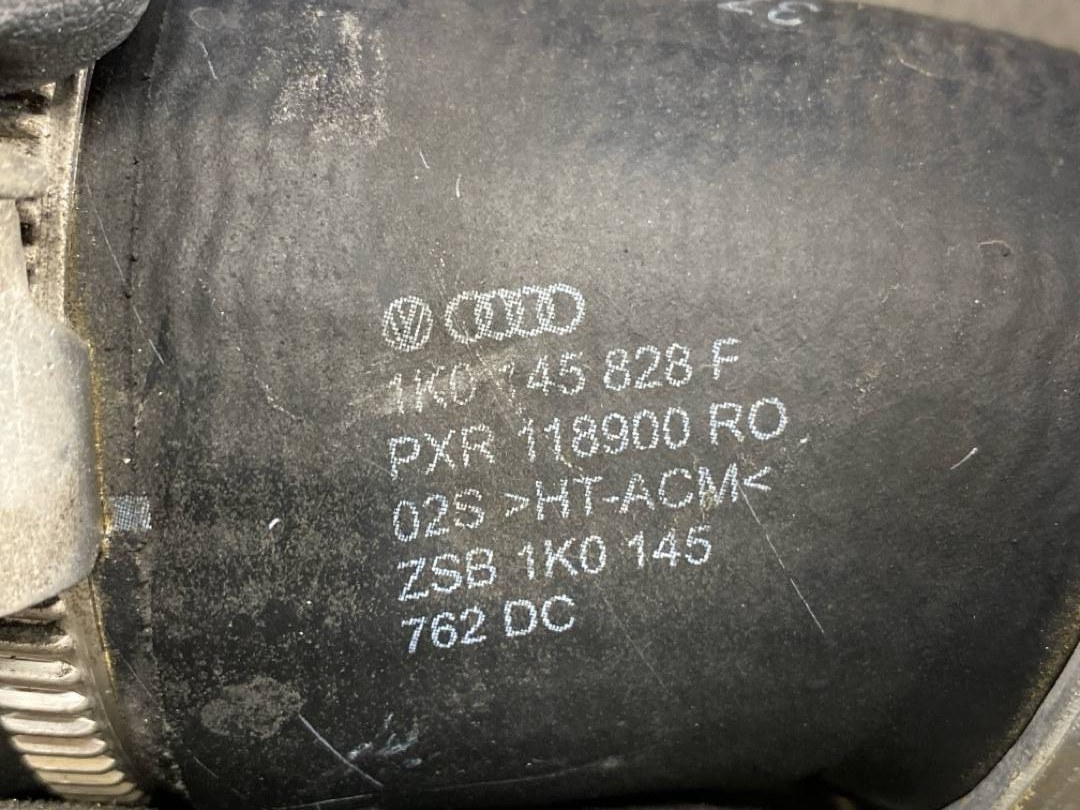 1K0 145 828 F
PXR 118900 RO
02S >HT-ACM<
ZSB 1K0 145
762 DC